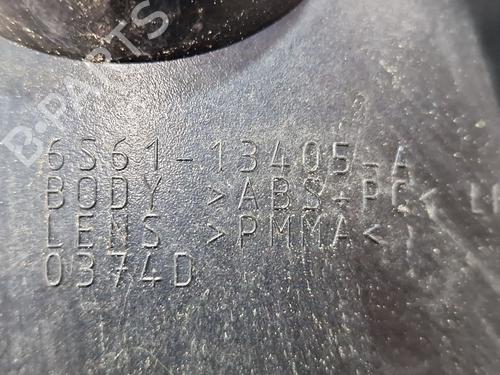 B-PARTS
6S61-13405-A
BODY >ABS+PC< L
LENS >PMMA<
0374D